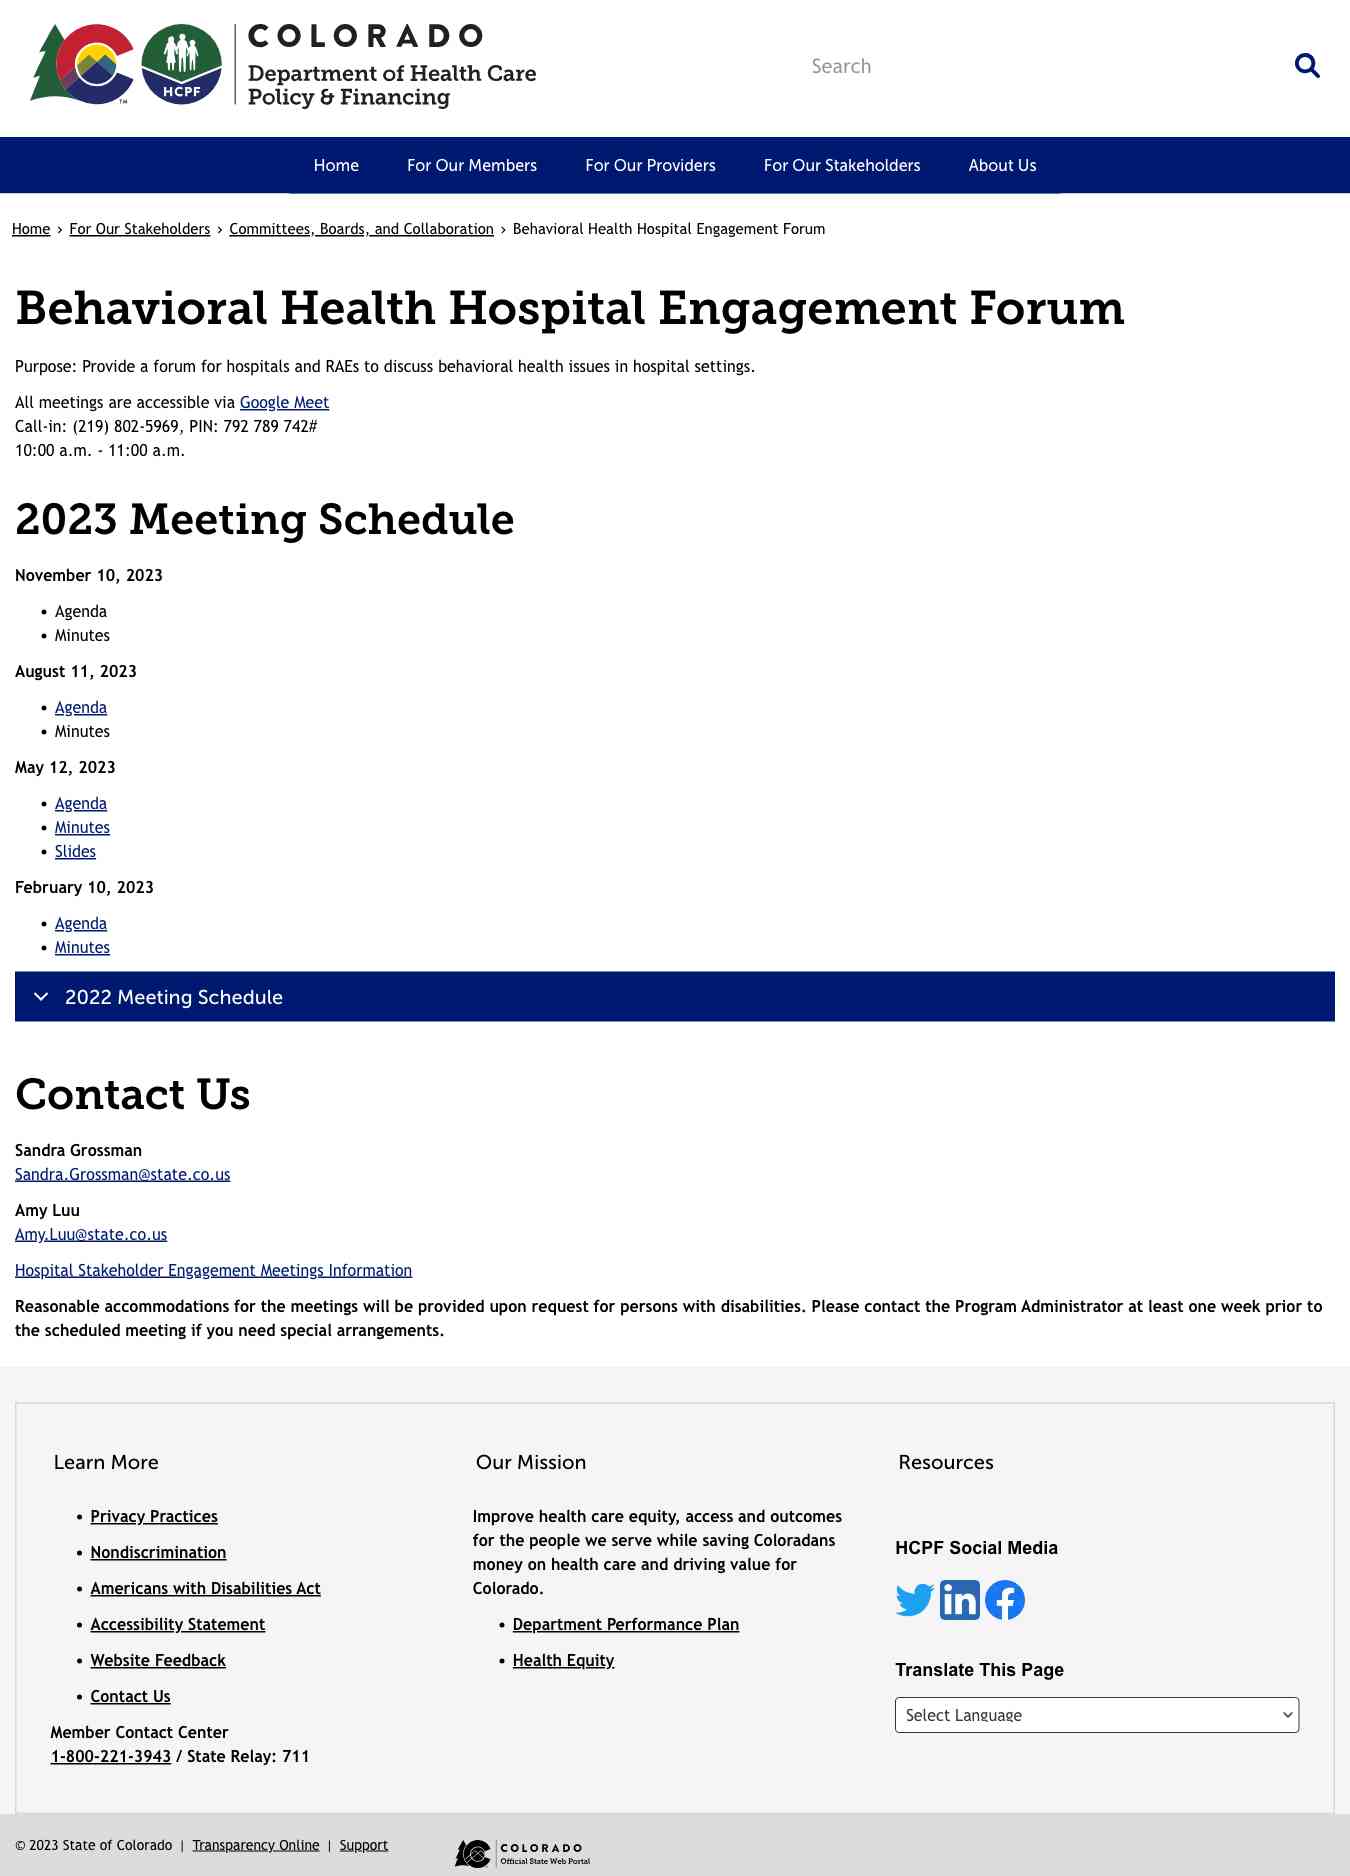 COLORADO
Department of Health Care
Policy & Financing
HCPF
TM
Search
Home For Our Members For Our Providers For Our Stakeholders About Us
Home › For Our Stakeholders › Committees, Boards, and Collaboration › Behavioral Health Hospital Engagement Forum
Behavioral Health Hospital Engagement Forum
Purpose: Provide a forum for hospitals and RAEs to discuss behavioral health issues in hospital settings.
All meetings are accessible via Google Meet
Call-in: (219) 802-5969, PIN: 792 789 742#
10:00 a.m. - 11:00 a.m.
2023 Meeting Schedule
November 10, 2023
• Agenda
• Minutes
August 11, 2023
• Agenda
• Minutes
May 12, 2023
• Agenda
• Minutes
• Slides
February 10, 2023
• Agenda
• Minutes
2022 Meeting Schedule
Contact Us
Sandra Grossman
Sandra.Grossman@state.co.us
Amy Luu
Amy.Luu@state.co.us
Hospital Stakeholder Engagement Meetings Information
Reasonable accommodations for the meetings will be provided upon request for persons with disabilities. Please contact the Program Administrator at least one week prior to
the scheduled meeting if you need special arrangements.
Learn More
• Privacy Practices
• Nondiscrimination
• Americans with Disabilities Act
• Accessibility Statement
• Website Feedback
• Contact Us
Member Contact Center
1-800-221-3943 / State Relay: 711
Our Mission
Improve health care equity, access and outcomes
for the people we serve while saving Coloradans
money on health care and driving value for
Colorado.
• Department Performance Plan
• Health Equity
Resources
HCPF Social Media
Translate This Page
Select Language
© 2023 State of Colorado | Transparency Online | Support
COLORADO
Official State Web Portal